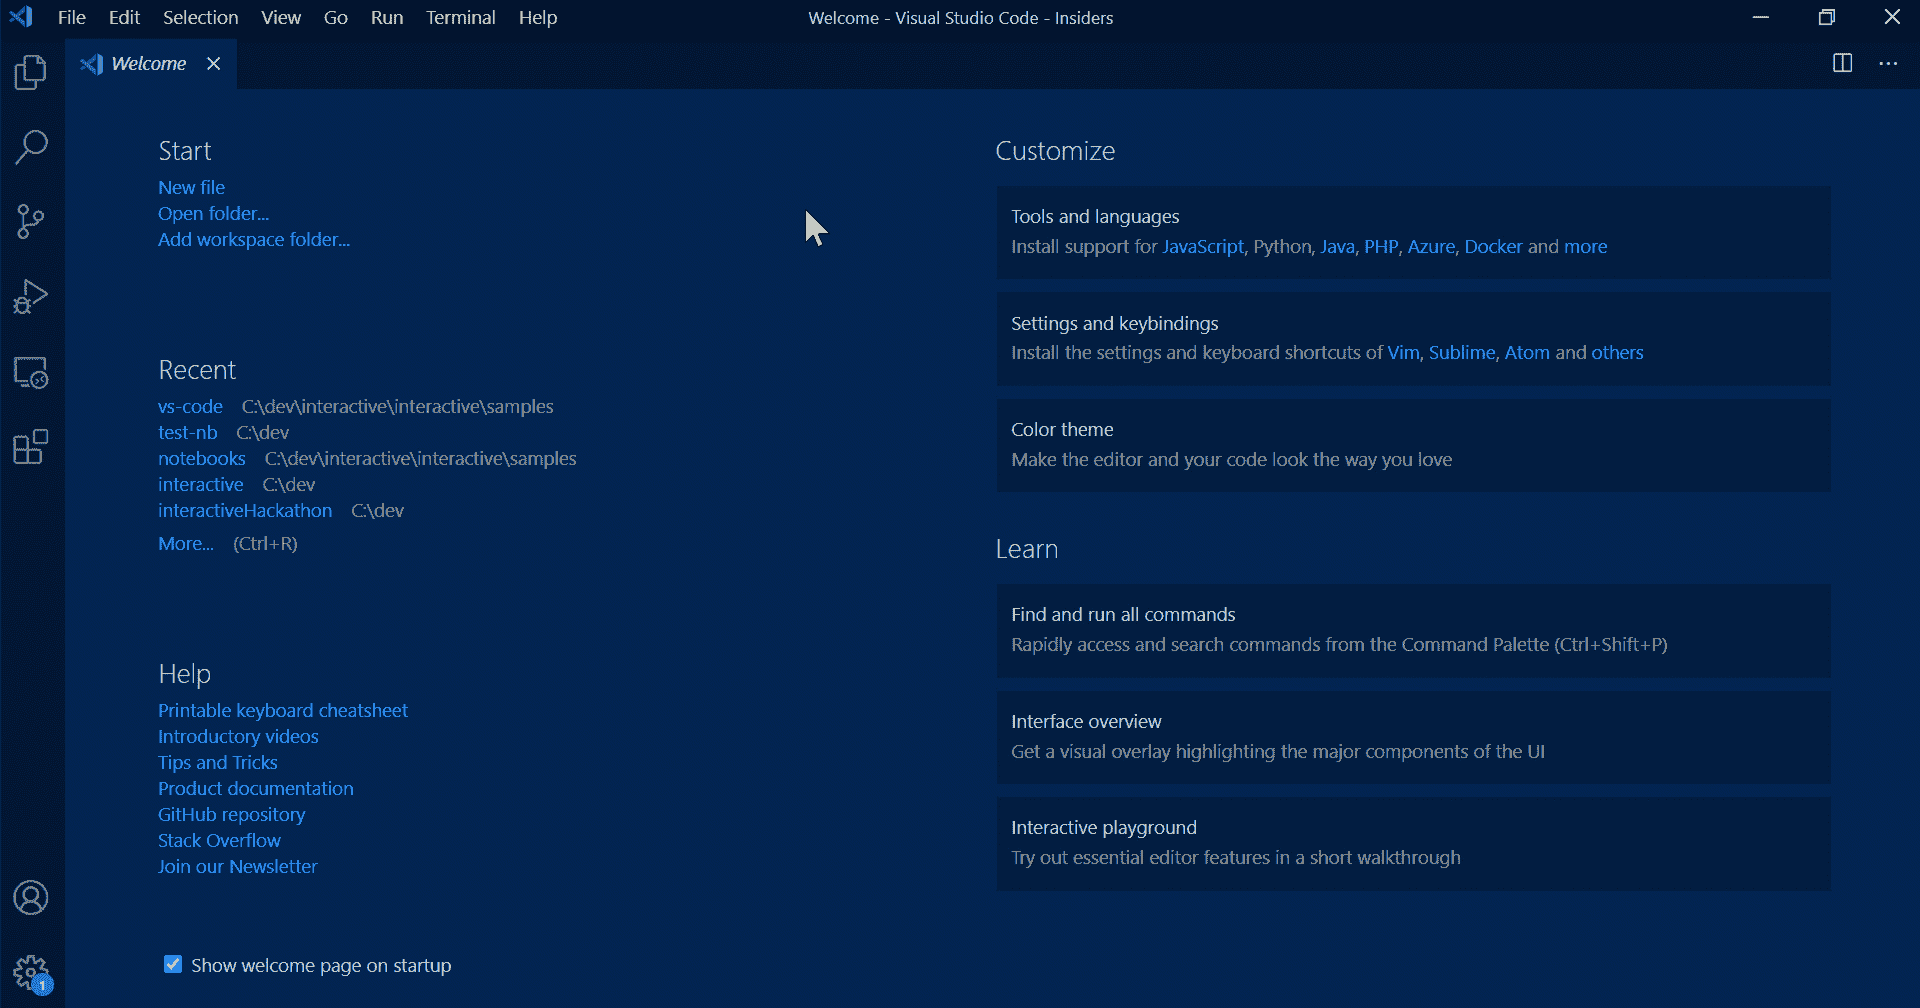 File Edit Selection View Go Run Terminal Help
Welcome - Visual Studio Code - Insiders
Welcome
Start
New file
Open folder...
Add workspace folder...
Recent
vs-code C:\dev\interactive\interactive\samples
test-nb C:\dev
notebooks C:\dev\interactive\interactive\samples
interactive C:\dev
interactiveHackathon C:\dev
More... (Ctrl+R)
Help
Printable keyboard cheatsheet
Introductory videos
Tips and Tricks
Product documentation
GitHub repository
Stack Overflow
Join our Newsletter
Show welcome page on startup
Customize
Tools and languages
Install support for JavaScript, Python, Java, PHP, Azure, Docker and more
Settings and keybindings
Install the settings and keyboard shortcuts of Vim, Sublime, Atom and others
Color theme
Make the editor and your code look the way you love
Learn
Find and run all commands
Rapidly access and search commands from the Command Palette (Ctrl+Shift+P)
Interface overview
Get a visual overlay highlighting the major components of the UI
Interactive playground
Try out essential editor features in a short walkthrough
1